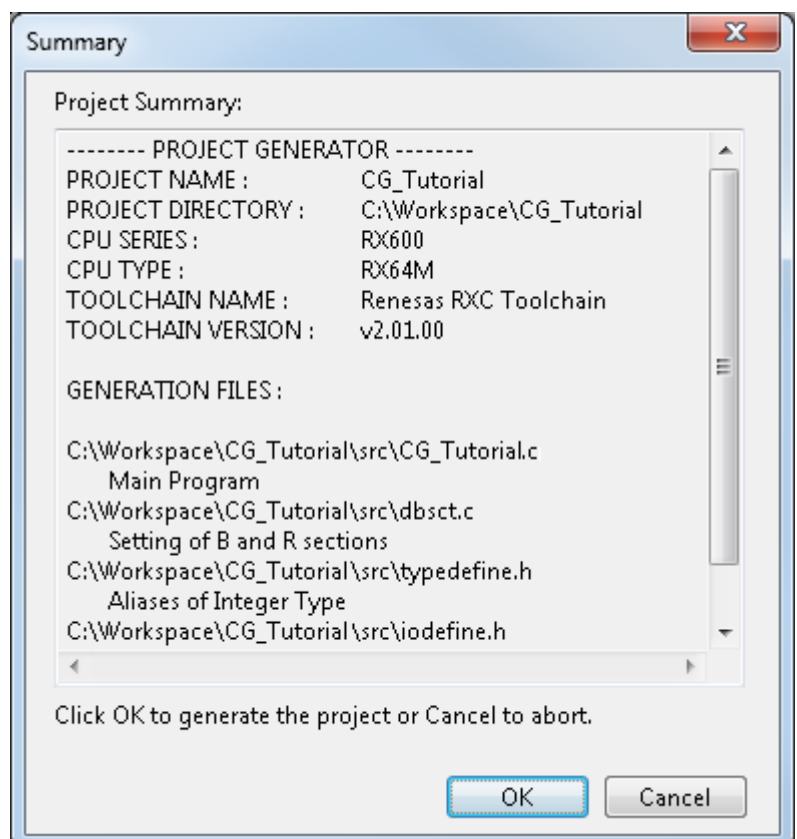 Summary
Project Summary:
-------- PROJECT GENERATOR --------
PROJECT NAME : CG_Tutorial
PROJECT DIRECTORY : C:\Workspace\CG_Tutorial
CPU SERIES : RX600
CPU TYPE : RX64M
TOOLCHAIN NAME : Renesas RXC Toolchain
TOOLCHAIN VERSION : v2.01.00
GENERATION FILES :
C:\Workspace\CG_Tutorial\src\CG_Tutorial.c
Main Program
C:\Workspace\CG_Tutorial\src\dbsct.c
Setting of B and R sections
C:\Workspace\CG_Tutorial\src\typedefine.h
Aliases of Integer Type
C:\Workspace\CG_Tutorial\src\iodefine.h
Click OK to generate the project or Cancel to abort.
OK Cancel